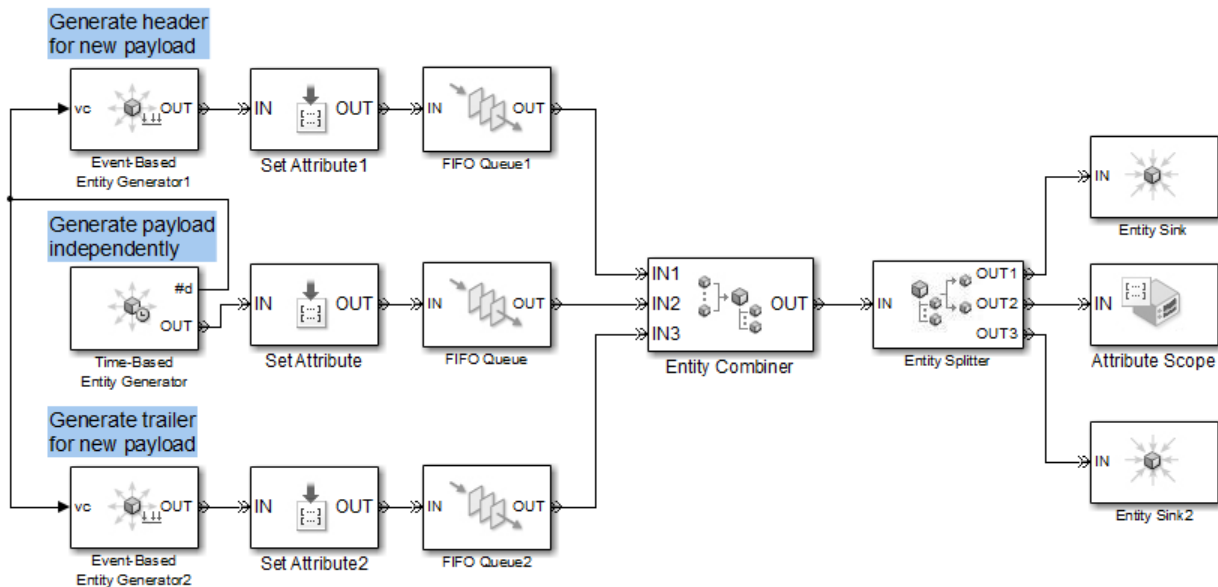 Generate header
for new payload
vc
OUT
Event-Based
Entity Generator1
IN
OUT
[...]
Set Attribute1
IN
OUT
FIFO Queue1
Generate payload
independently
#d
OUT
Time-Based
Entity Generator
IN
OUT
[...]
Set Attribute
IN
OUT
FIFO Queue
Generate trailer
for new payload
vc
OUT
Event-Based
Entity Generator2
IN
OUT
[...]
Set Attribute2
IN
OUT
FIFO Queue2
IN1
IN2
IN3
OUT
Entity Combiner
IN
OUT1
OUT2
OUT3
Entity Splitter
IN
Entity Sink
IN
[...]
Attribute Scope
IN
Entity Sink2